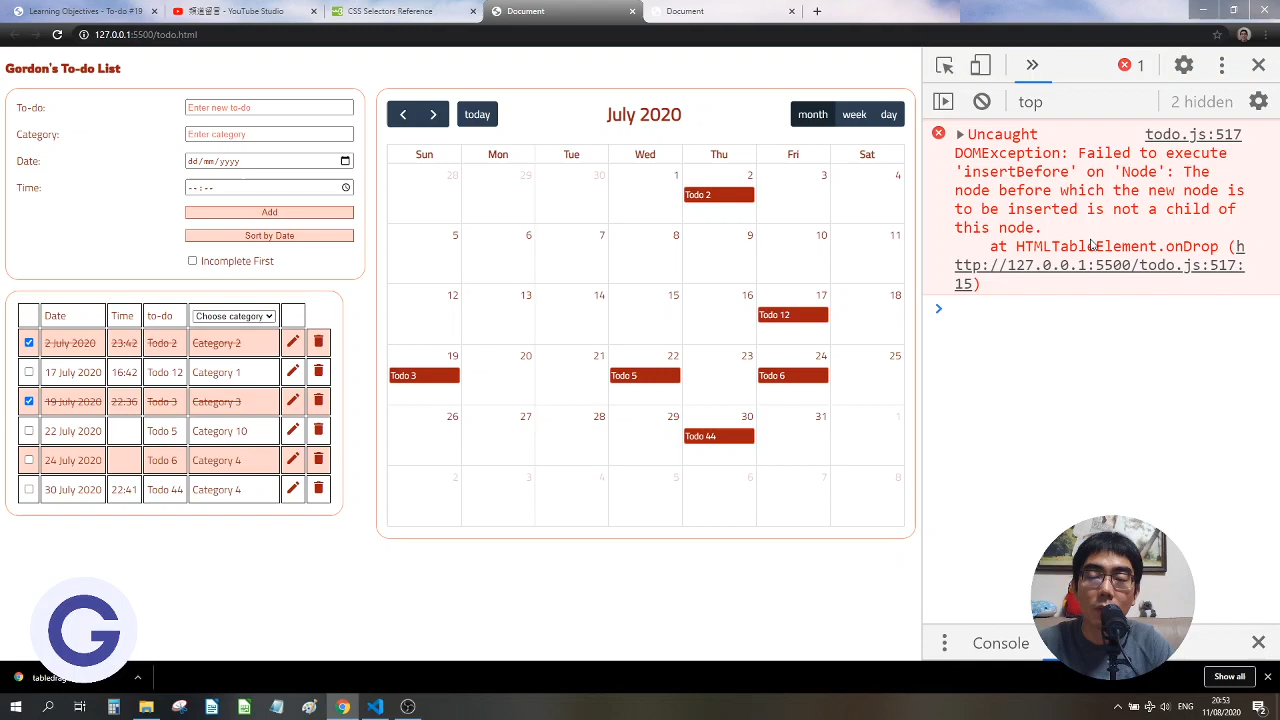 Learning Objectives - To-do #19
頻道影片 - YouTube Studio
CSS Selectors Reference
Document
Document
127.0.0.1:5500/todo.html
Gordon's To-do List
To-do:
Enter new to-do
Category:
Enter category
Date:
dd/mm/yyyy
Time:
--:--
Add
Sort by Date
Incomplete First
Date Time to-do Choose category
2 July 2020 23:42 Todo 2 Category 2
17 July 2020 16:42 Todo 12 Category 1
19 July 2020 22:36 Todo 3 Category 3
22 July 2020 Todo 5 Category 10
24 July 2020 Todo 6 Category 4
30 July 2020 22:41 Todo 44 Category 4
today
July 2020
month week day
Sun Mon Tue Wed Thu Fri Sat
28 29 30 1 2 3 4
Todo 2
5 6 7 8 9 10 11
12 13 14 15 16 17 18
Todo 12
19 20 21 22 23 24 25
Todo 3 Todo 5 Todo 6
26 27 28 29 30 31 1
Todo 44
2 3 4 5 6 7 8
1
top
2 hidden
Uncaught todo.js:517
DOMException: Failed to execute
'insertBefore' on 'Node': The
node before which the new node is
to be inserted is not a child of
this node.
at HTMLTableElement.onDrop (h
ttp://127.0.0.1:5500/todo.js:517:
15)
Console
G
Show all
ENG
20:53
11/08/2020
2